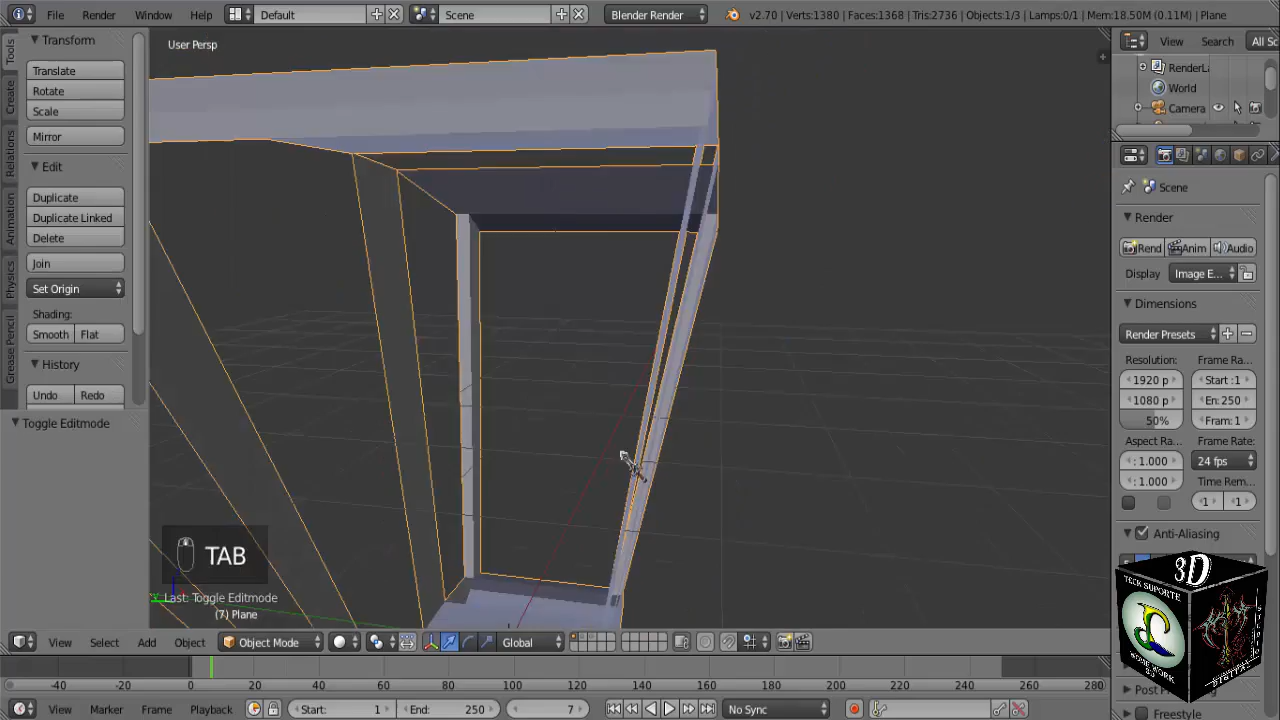 File Render Window Help Default Scene Blender Render v2.70 | Verts:1380 | Faces:1368 | Tris:2736 | Objects:1/3 | Lamps:0/1 | Mem:18.50M (0.11M) | Plane
Tools
Create
Relations
Animation
Physics
Grease Pencil
Transform
Translate
Rotate
Scale
Mirror
Edit
Duplicate
Duplicate Linked
Delete
Join
Set Origin
Shading:
Smooth Flat
History
Undo Redo
Toggle Editmode
User Persp
TAB
Last: Toggle Editmode
(7) Plane
View Search All Sc
RenderLa
World
Camera
Scene
Render
Rend Anim Audio
Display Image E...
Dimensions
Render Presets
Resolution: Frame Ra...
1920 p Start :1
1080 p En: 250
50% Fram: 1
Aspect Ra... Frame Rate:
: 1.000 24 fps
: 1.000 Time Rem...
1 1
Anti-Aliasing
Post
Freestyle
3D
TECK SUPORTE
SOME WORK
DIGITAL
View Select Add Object Object Mode Global
-40 -20 0 20 40 60 80 100 120 140 160 180 200 220 240 260 280
View Marker Frame Playback Start: 1 End: 250 7 No Sync